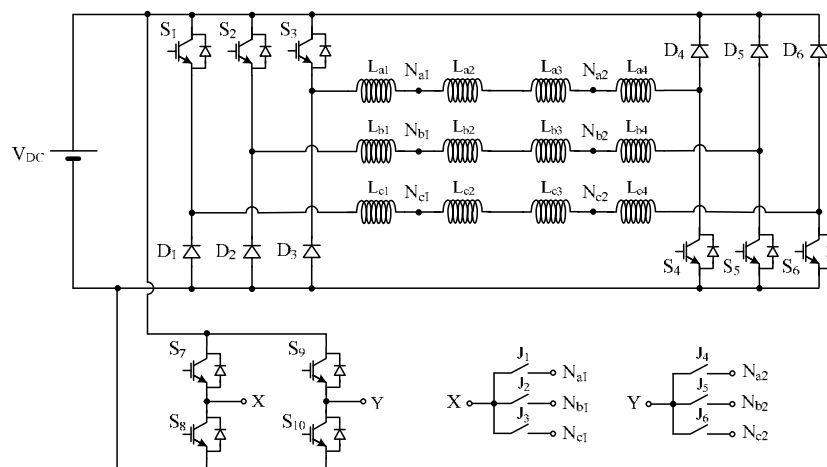 S1 S2 S3 D4 D5 D6
La1 Na1 La2 La3 Na2 La4
Lb1 Nb1 Lb2 Lb3 Nb2 Lb4
VDC
Lc1 Nc1 Lc2 Lc3 Nc2 Lc4
D1 D2 D3 S4 S5 S6
S7 S9 J1 Na1 J4 Na2
X Y X J2 Nb1 Y J5 Nb2
S8 S10 J3 Nc1 J6 Nc2